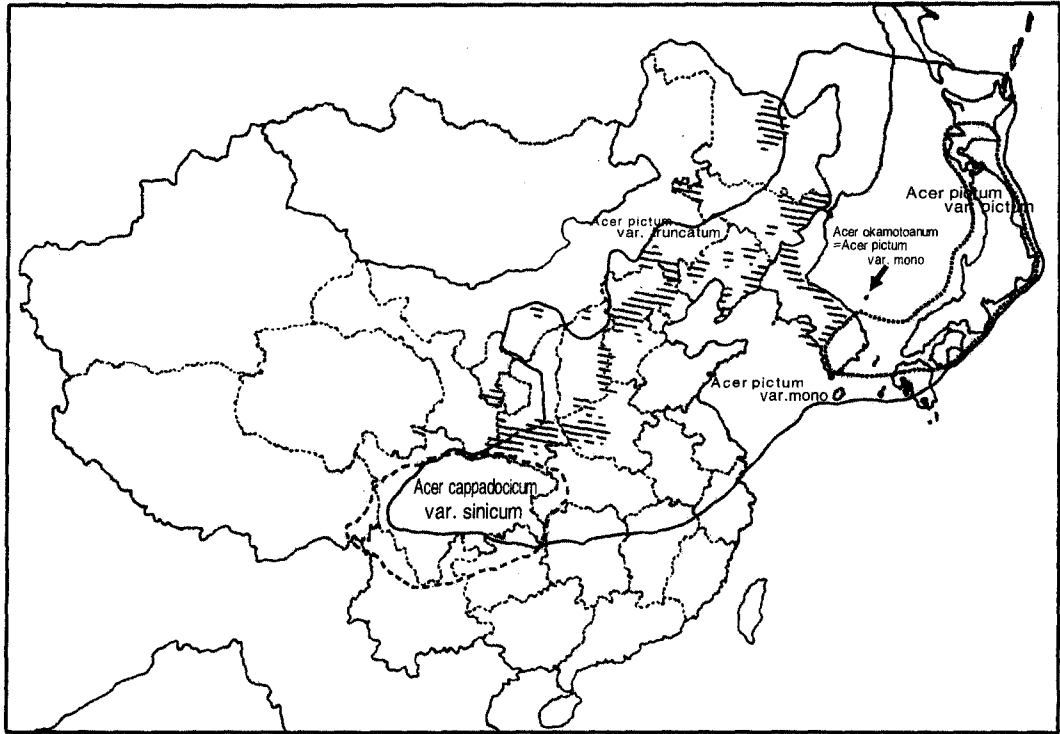 Acer pictum
var. pictum
Acer pictum
var. truncatum
Acer okamotoanum
=Acer pictum
var. mono
Acer pictum
var.mono
Acer cappadocicum
var. sinicum